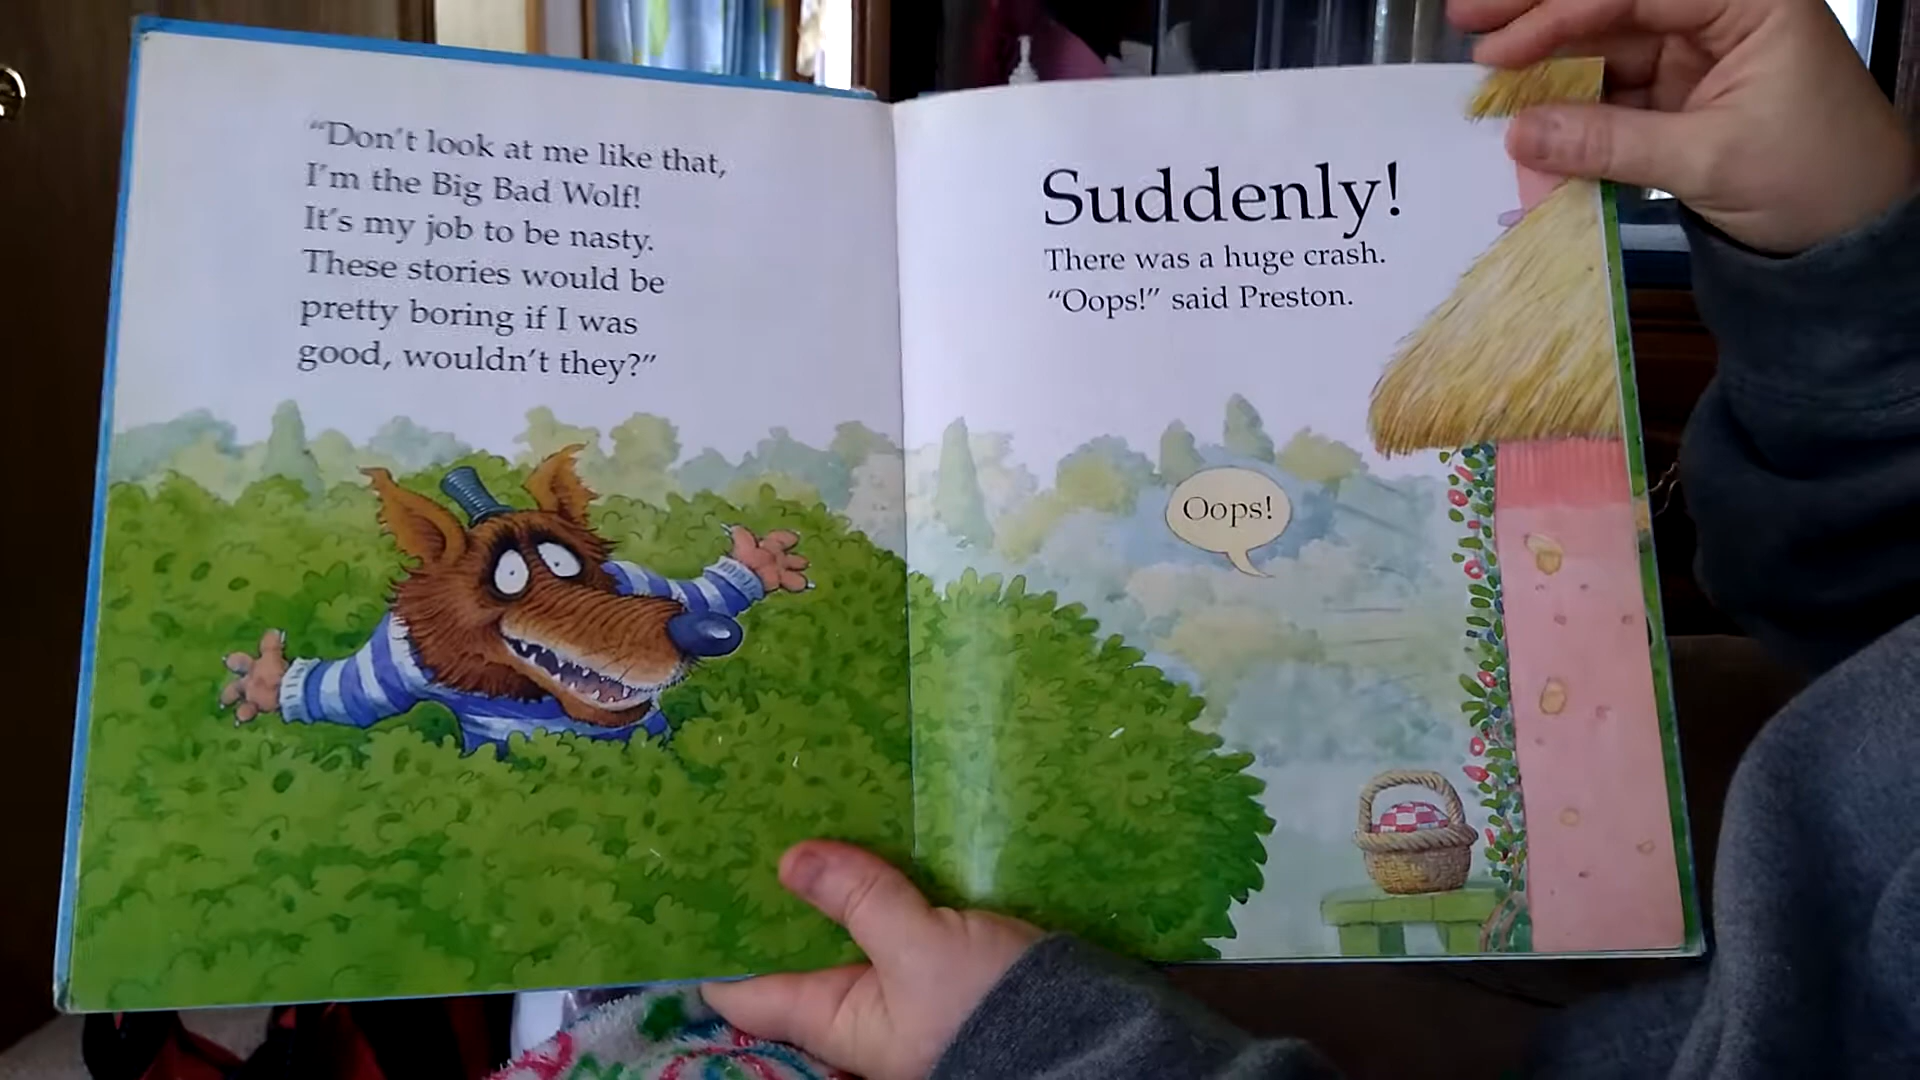 “Don’t look at me like that,
I’m the Big Bad Wolf!
It’s my job to be nasty.
These stories would be
pretty boring if I was
good, wouldn’t they?”
Suddenly!
There was a huge crash.
“Oops!” said Preston.
Oops!